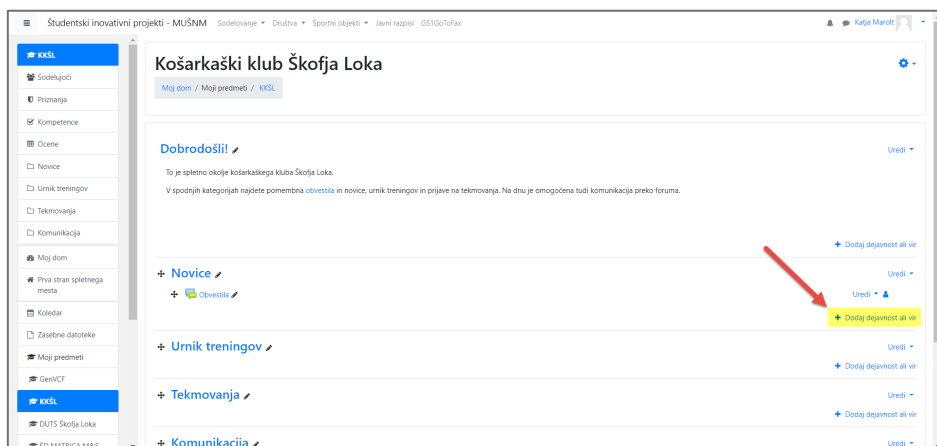 Študentski inovativni projekti - MUŠNM Sodelovanje Društva Športni objekti Javni razpisi GS1GoToFax Katja Marolt
KKŠL
Sodelujoči
Priznanja
Kompetence
Ocene
Novice
Urnik treningov
Tekmovanja
Komunikacija
Moj dom
Prva stran spletnega
mesta
Koledar
Zasebne datoteke
Moji predmeti
GenVCF
KKŠL
DUTS Škofja Loka
ŠD MATRICA M&S
Košarkaški klub Škofja Loka
Moj dom / Moji predmeti / KKŠL
Dobrodošli! Uredi
To je spletno okolje košarkaškega kluba Škofja Loka.
V spodnjih kategorijah najdete pomembna obvestila in novice, urnik treningov in prijave na tekmovanja. Na dnu je omogočena tudi komunikacija preko foruma.
+ Dodaj dejavnost ali vir
Novice Uredi
Obvestila Uredi
+ Dodaj dejavnost ali vir
Urnik treningov Uredi
+ Dodaj dejavnost ali vir
Tekmovanja Uredi
+ Dodaj dejavnost ali vir
Komunikacija Uredi